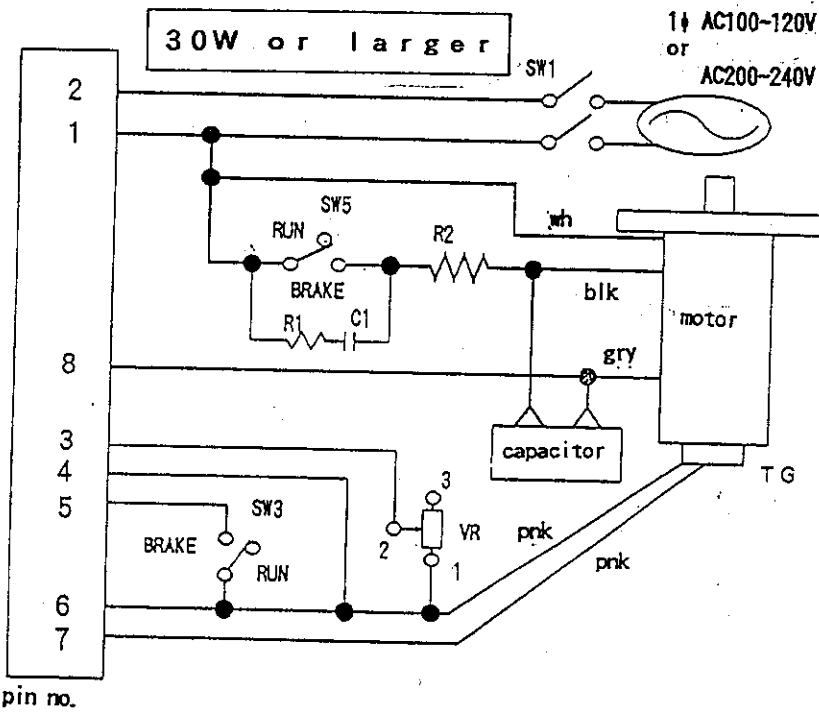 30W or larger
1ϕ AC100~120V
or
AC200~240V
SW1
2
1
SW5
RUN
BRAKE
R1
C1
R2
wh
blk
motor
gry
8
capacitor
TG
3
4
5
SW3
BRAKE
RUN
3
2
VR
1
pnk
pnk
6
7
pin no.